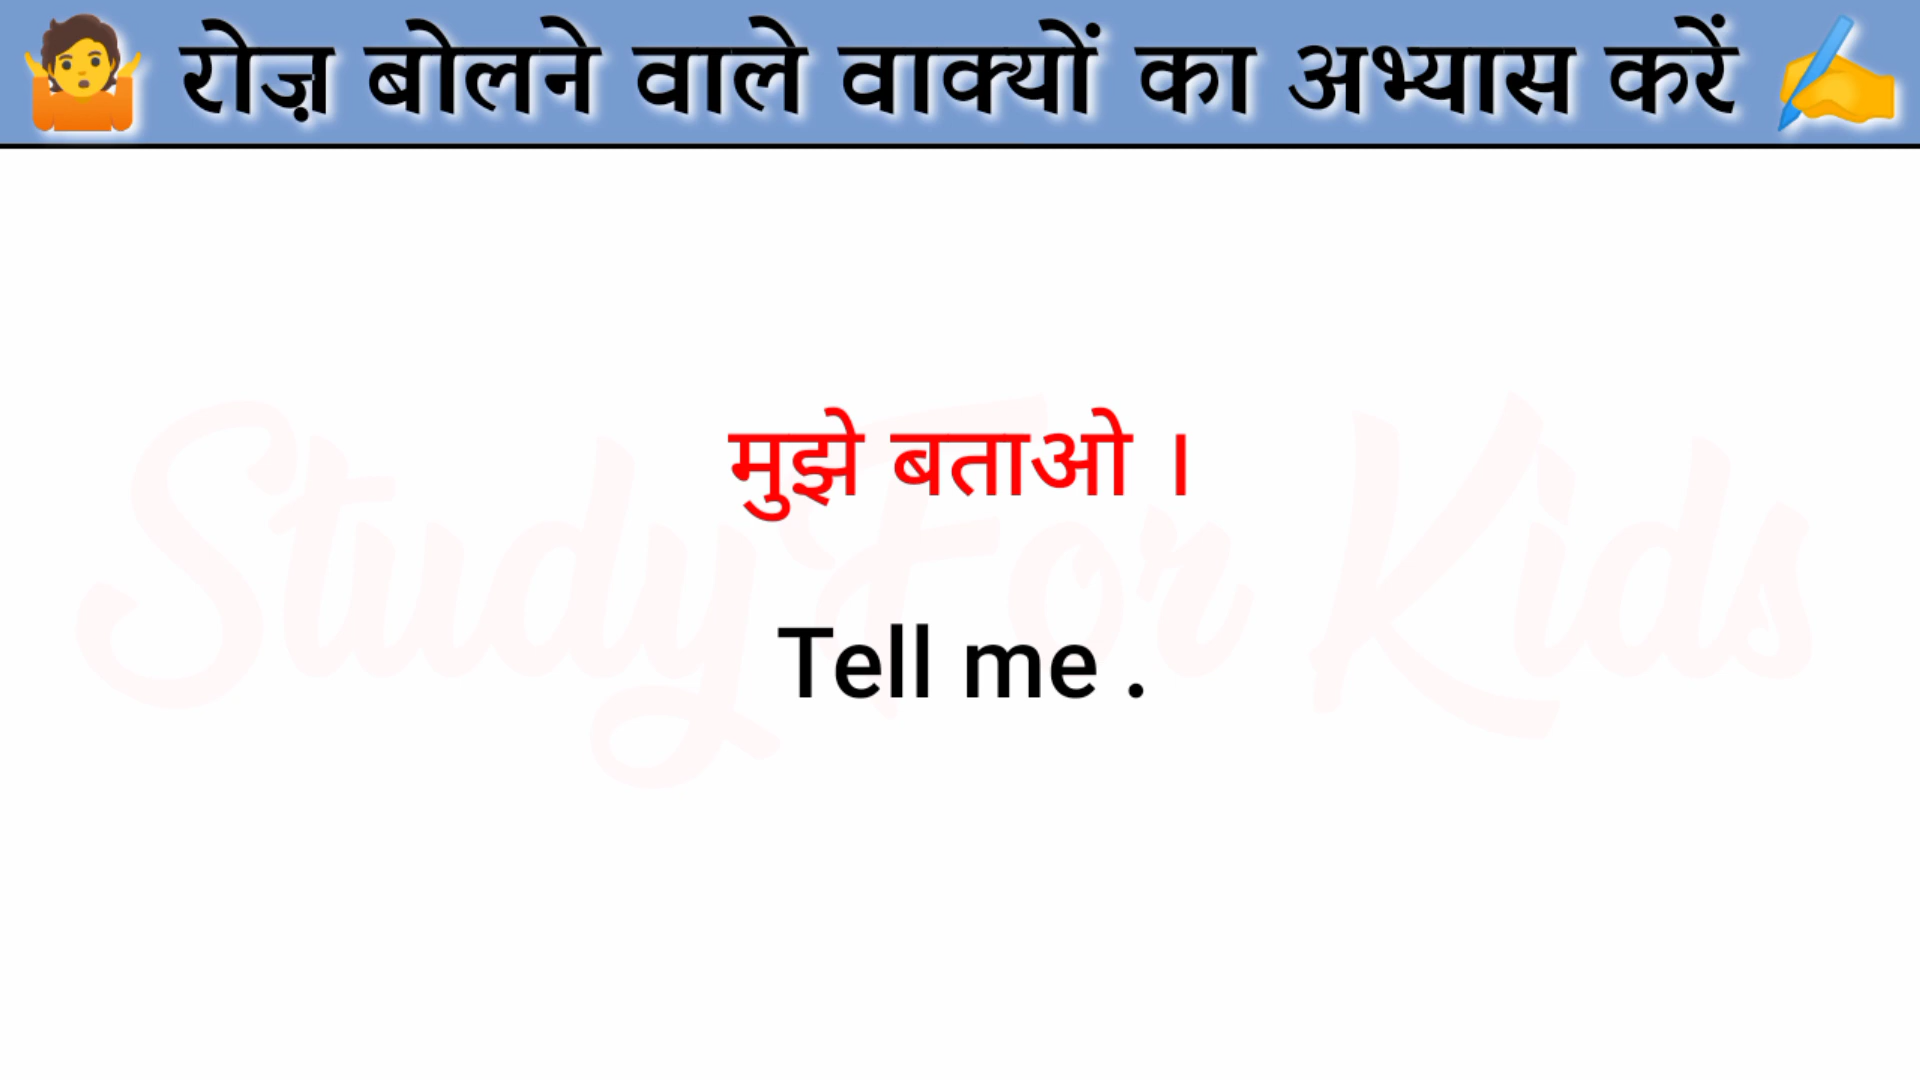 रोज़ बोलने वाले वाक्यों का अभ्यास करें
मुझे बताओ ।
Study For Kids
Tell me .